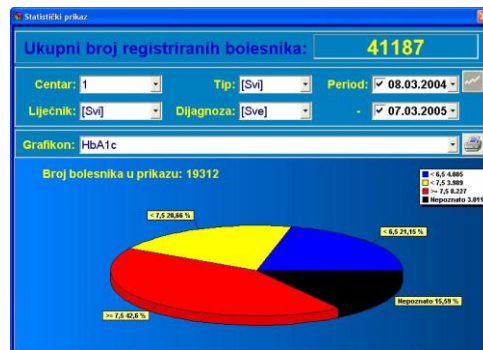 Statistički prikaz
Ukupni broj registriranih bolesnika: 41187
Centar: 1 Tip: [Svi] Period: 08.03.2004
Liječnik: [Svi] Dijagnoza: [Sve] - 07.03.2005
Grafikon: HbA1c
Broj bolesnika u prikazu: 19312
< 6,5 4.085
< 7,5 3.989
>= 7,5 8.227
Nepoznato 3.011
< 7,5 20,66 %
< 6,5 21,15 %
Nepoznato 15,59 %
>= 7,5 42,6 %